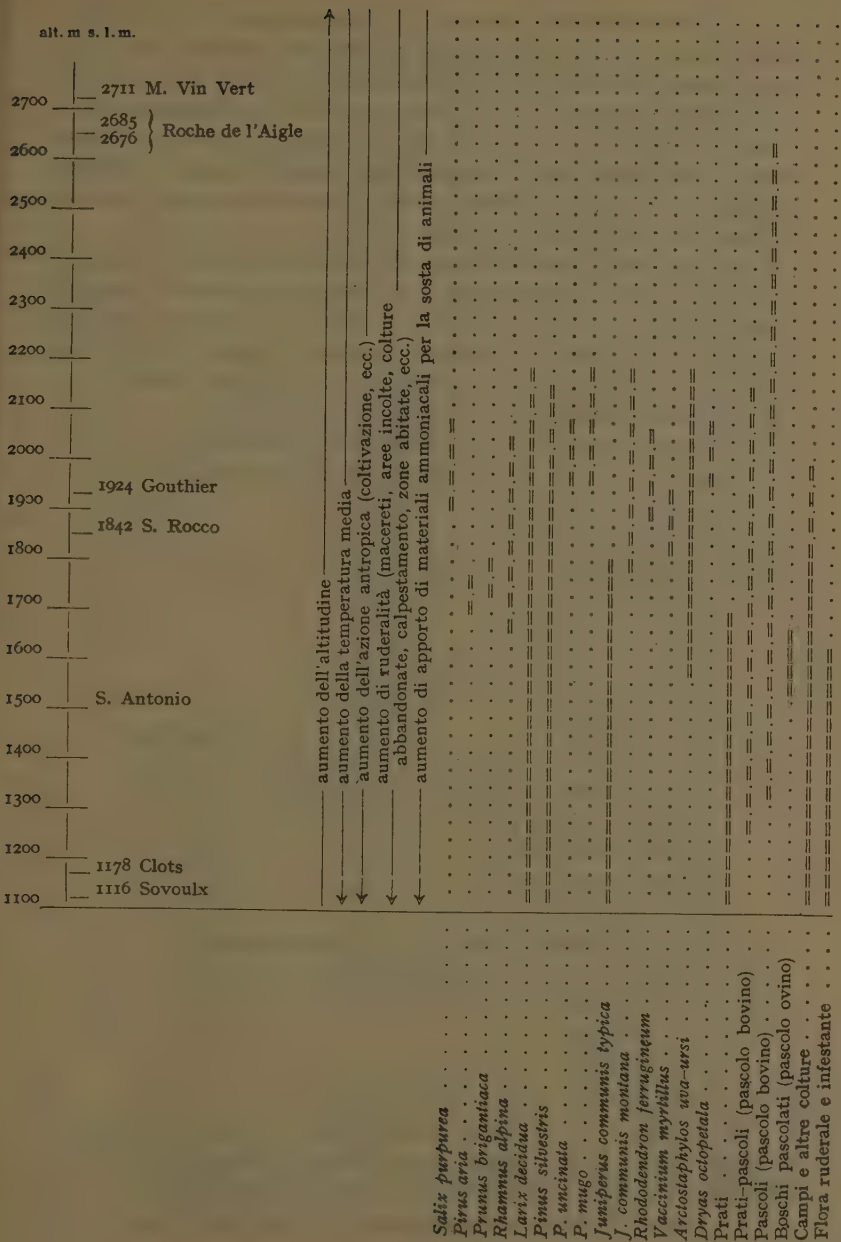 alt. m s. l. m.
2711 M. Vin Vert
2700
2685
2676
Roche de l'Aigle
2600
2500
2400
2300
2200
2100
2000
1924 Gouthier
1900
1842 S. Rocco
1800
1700
1600
1500
S. Antonio
1400
1300
1200
1178 Clots
1116 Sovoulx
1100
aumento dell'altitudine
aumento della temperatura media
aumento dell'azione antropica (coltivazione, ecc.)
aumento di ruderalità (macereti, aree incolte, colture
abbandonate, calpestamento, zone abitate, ecc.)
aumento di apporto di materiali ammoniacali per la sosta di animali
Salix purpurea
Pirus aria
Prunus brigantiaca
Rhamnus alpina
Larix decidua
Pinus silvestris
P. uncinata
P. mugo
Juniperus communis typica
J. communis montana
Rhododendron ferrugineum
Vaccinium myrtillus
Arctostaphylos uva-ursi
Dryas octopetala
Prati
Prati-pascoli (pascolo bovino)
Pascoli (pascolo bovino)
Boschi pascolati (pascolo ovino)
Campi e altre colture
Flora ruderale e infestante